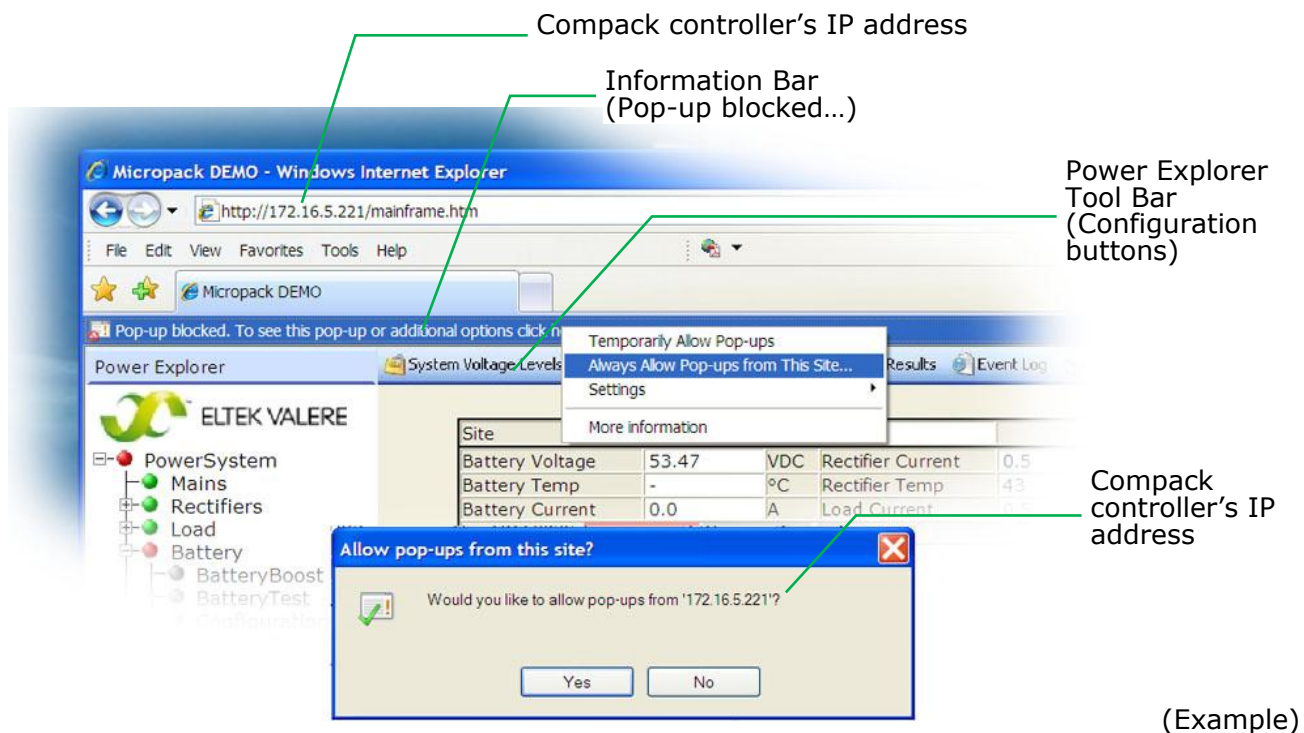 Compack controller’s IP address
Information Bar
(Pop-up blocked…)
Power Explorer
Tool Bar
(Configuration
buttons)
Micropack DEMO - Windows Internet Explorer
http://172.16.5.221/mainframe.htm
File Edit View Favorites Tools Help
Micropack DEMO
Pop-up blocked. To see this pop-up or additional options click
Temporarily Allow Pop-ups
Always Allow Pop-ups from This Site...
Settings
More information
Power Explorer
System Voltage Levels
Results
Event Log
ELTEK VALERE
PowerSystem
Mains
Rectifiers
Load
Battery
BatteryBoost
BatteryTest
Configuration
Site
Battery Voltage 53.47 VDC Rectifier Current 0.5
Battery Temp - °C Rectifier Temp 43
Battery Current 0.0 A Load Current
Compack
controller’s IP
address
Allow pop-ups from this site?
Would you like to allow pop-ups from '172.16.5.221'?
Yes No
(Example)